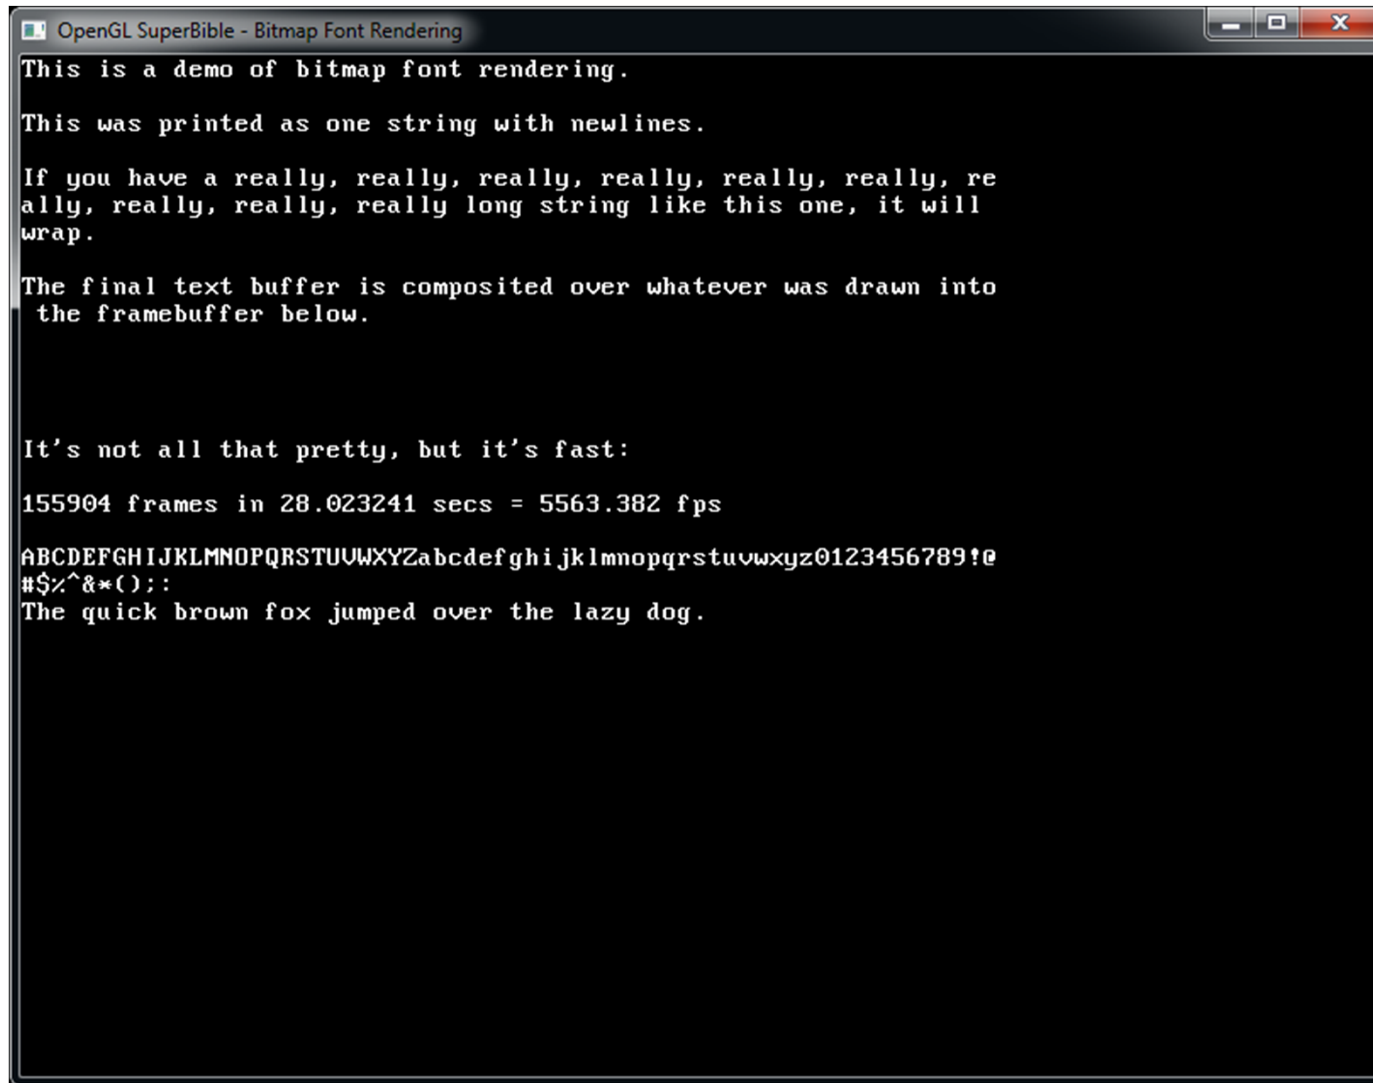 OpenGL SuperBible - Bitmap Font Rendering
This is a demo of bitmap font rendering.
This was printed as one string with newlines.
If you have a really, really, really, really, really, really, re
ally, really, really, really long string like this one, it will
wrap.
The final text buffer is composited over whatever was drawn into
the framebuffer below.
It's not all that pretty, but it's fast:
155904 frames in 28.023241 secs = 5563.382 fps
ABCDEFGHIJKLMNOPQRSTUVWXYZabcdefghijklmnopqrstuvwxyz0123456789!@
#$%^&*();:
The quick brown fox jumped over the lazy dog.